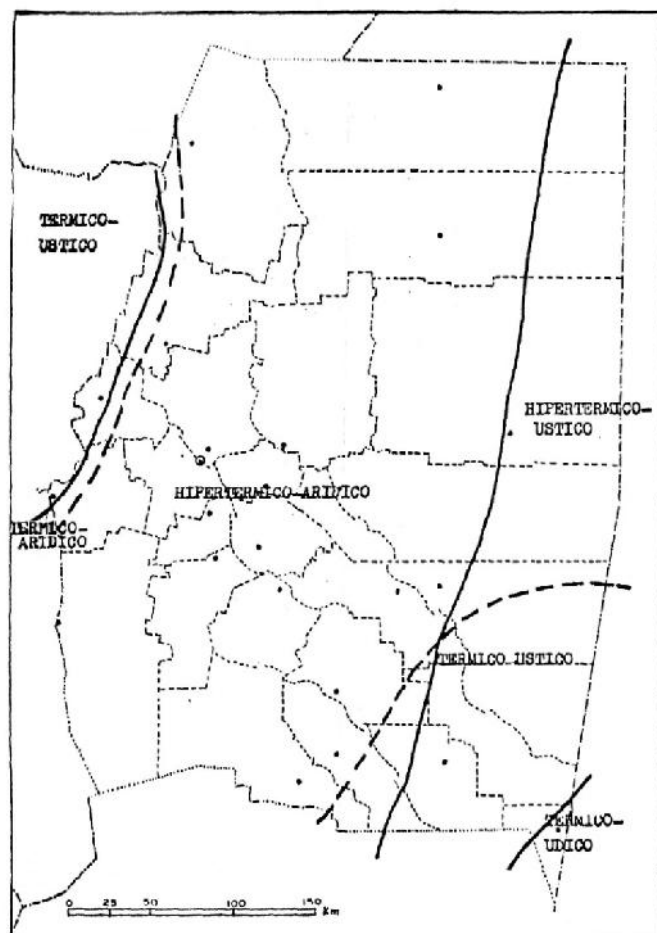 TERMICO-
USTICO
HIPERTERMICO-
USTICO
HIPERTERMICO-ARIDICO
TERMICO-
ARIDICO
TERMICO USTICO
TERMICO-
UDICO
0 25 50 100 150
Km